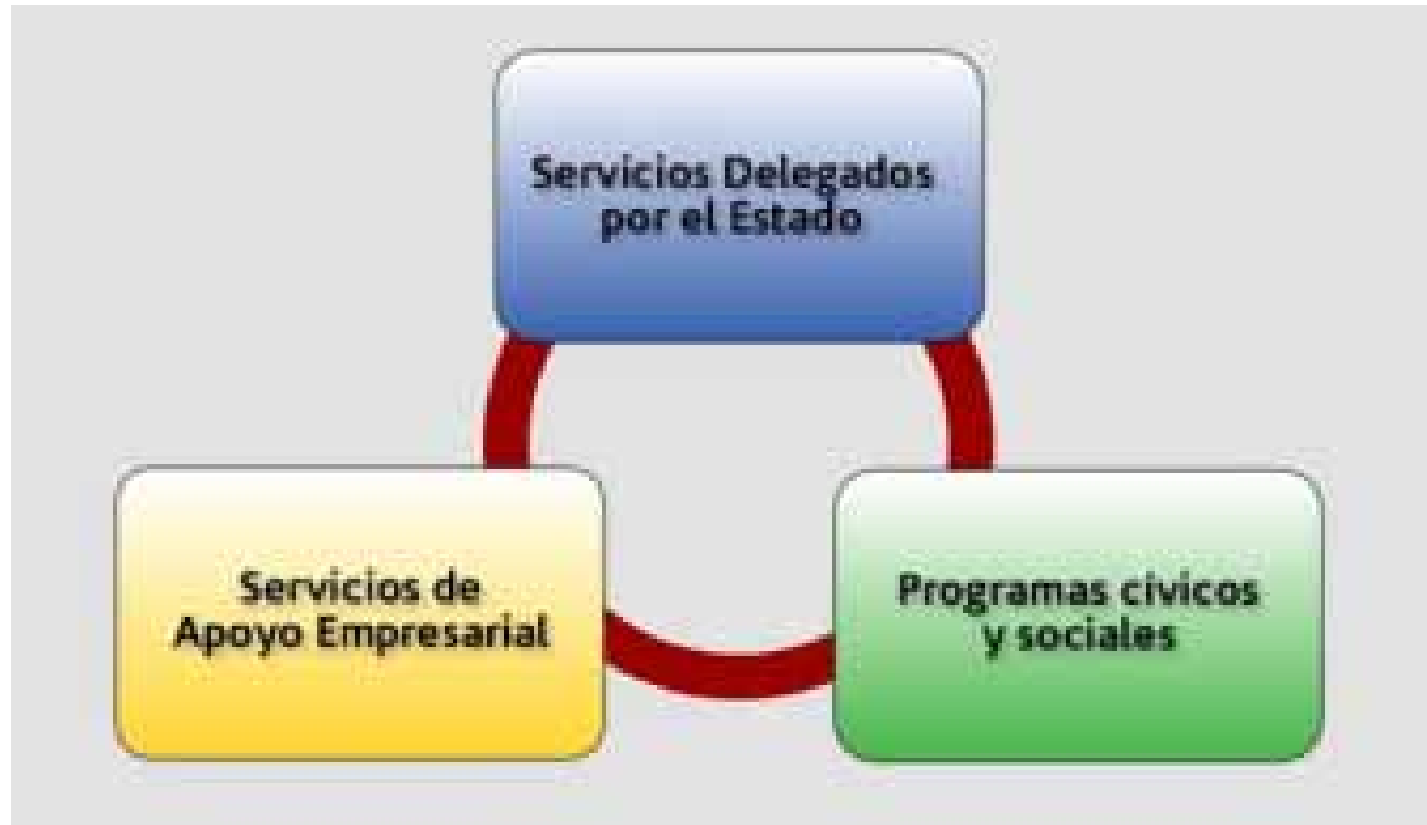 Servicios Delegados
por el Estado
Servicios de
Apoyo Empresarial
Programas cívicos
y sociales